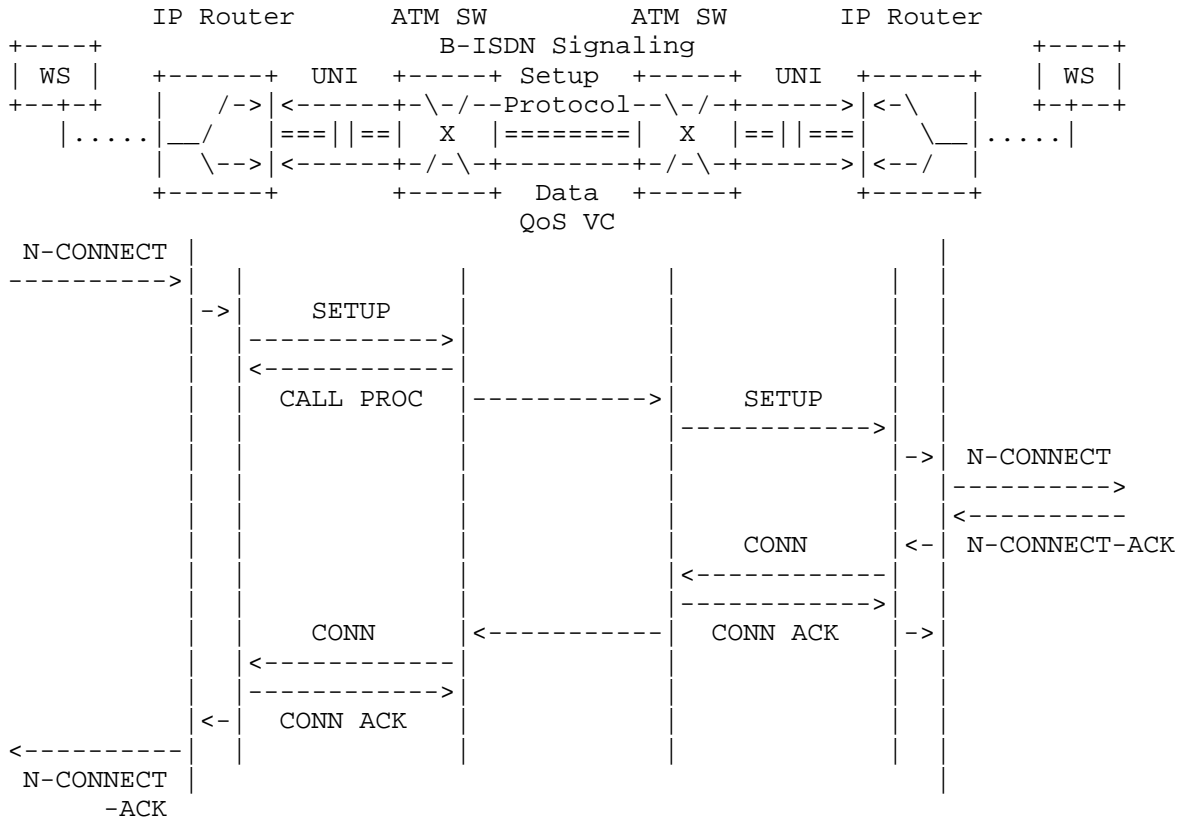 IP Router ATM SW ATM SW IP Router
B-ISDN Signaling
WS UNI Setup UNI WS
Protocol
X X
Data
QoS VC
N-CONNECT
SETUP
CALL PROC SETUP
N-CONNECT
CONN N-CONNECT-ACK
CONN CONN ACK
CONN ACK
N-CONNECT
-ACK